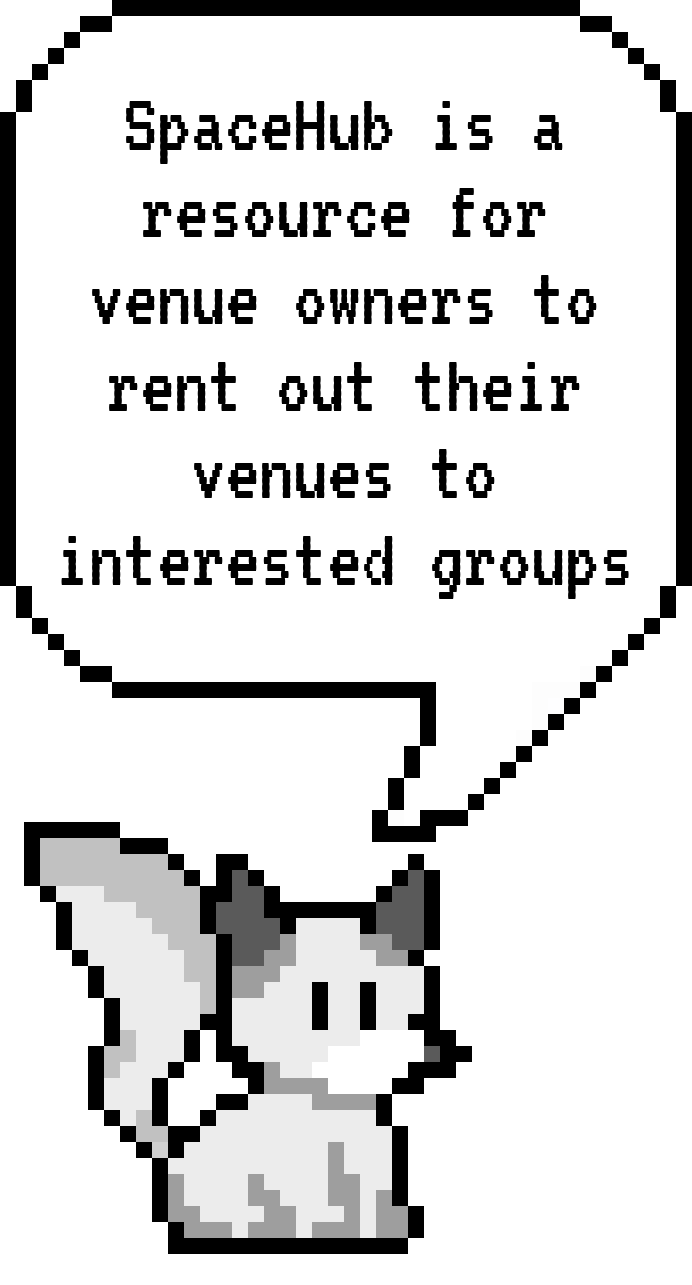 SpaceHub is a
resource for
venue owners to
rent out their
venues to
interested groups